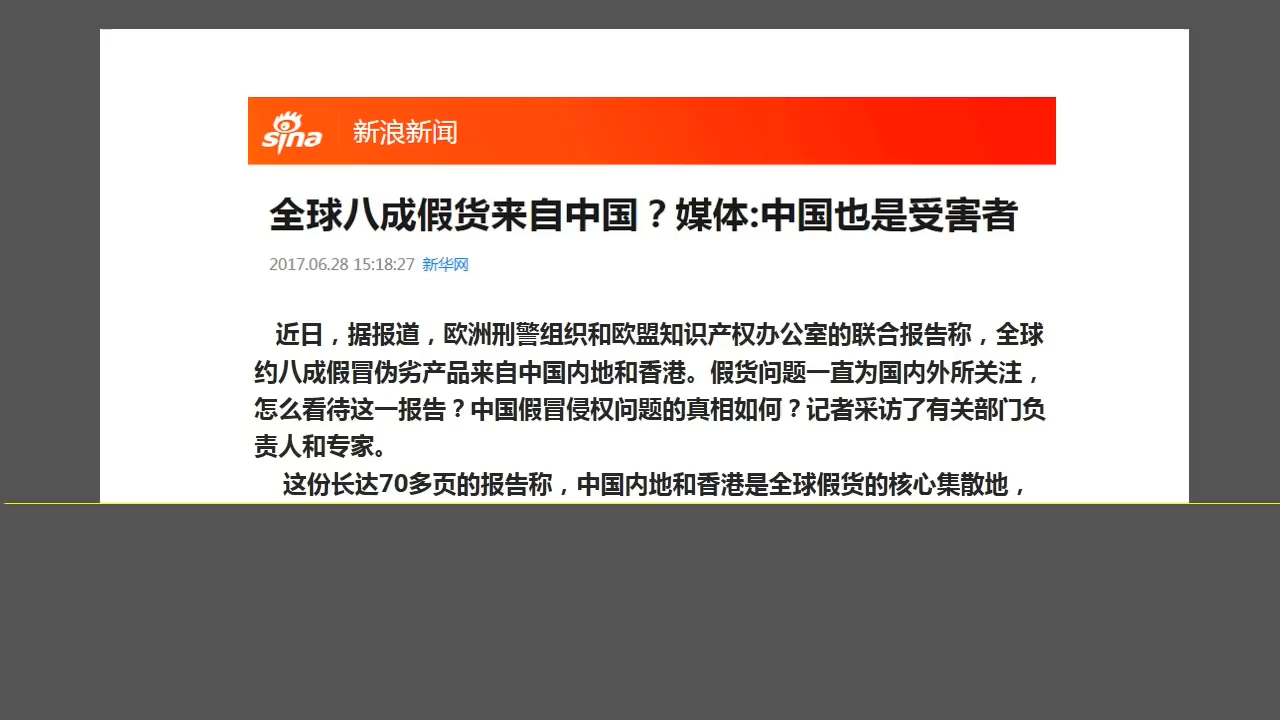 sina 新浪新闻
全球八成假货来自中国？媒体:中国也是受害者
2017.06.28 15:18:27 新华网
近日，据报道，欧洲刑警组织和欧盟知识产权办公室的联合报告称，全球
约八成假冒伪劣产品来自中国内地和香港。假货问题一直为国内外所关注，
怎么看待这一报告？中国假冒侵权问题的真相如何？记者采访了有关部门负
责人和专家。
这份长达70多页的报告称，中国内地和香港是全球假货的核心集散地，